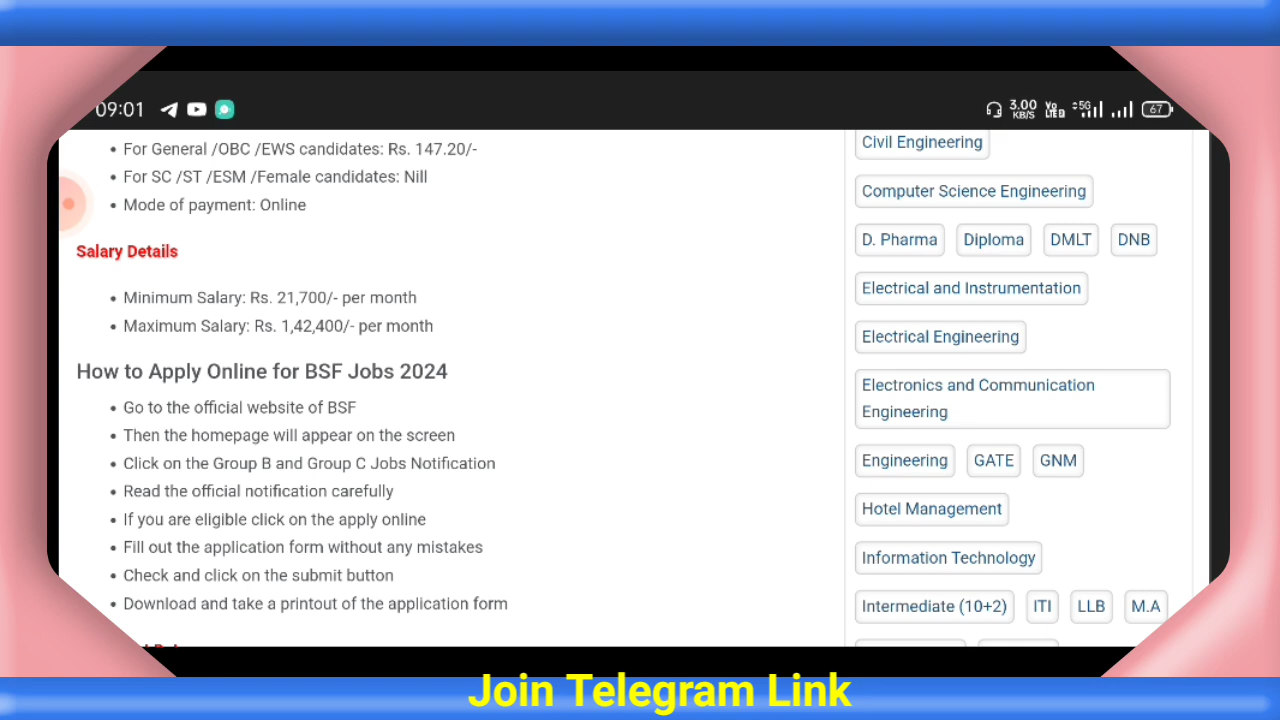 09:01
3.00
KB/S
Vo
LTE 2
5G
67
For General /OBC /EWS candidates: Rs. 147.20/-
For SC /ST /ESM /Female candidates: Nill
Mode of payment: Online
Salary Details
Minimum Salary: Rs. 21,700/- per month
Maximum Salary: Rs. 1,42,400/- per month
How to Apply Online for BSF Jobs 2024
Go to the official website of BSF
Then the homepage will appear on the screen
Click on the Group B and Group C Jobs Notification
Read the official notification carefully
If you are eligible click on the apply online
Fill out the application form without any mistakes
Check and click on the submit button
Download and take a printout of the application form
Civil Engineering
Computer Science Engineering
D. Pharma Diploma DMLT DNB
Electrical and Instrumentation
Electrical Engineering
Electronics and Communication
Engineering
Engineering GATE GNM
Hotel Management
Information Technology
Intermediate (10+2) ITI LLB M.A
Join Telegram Link